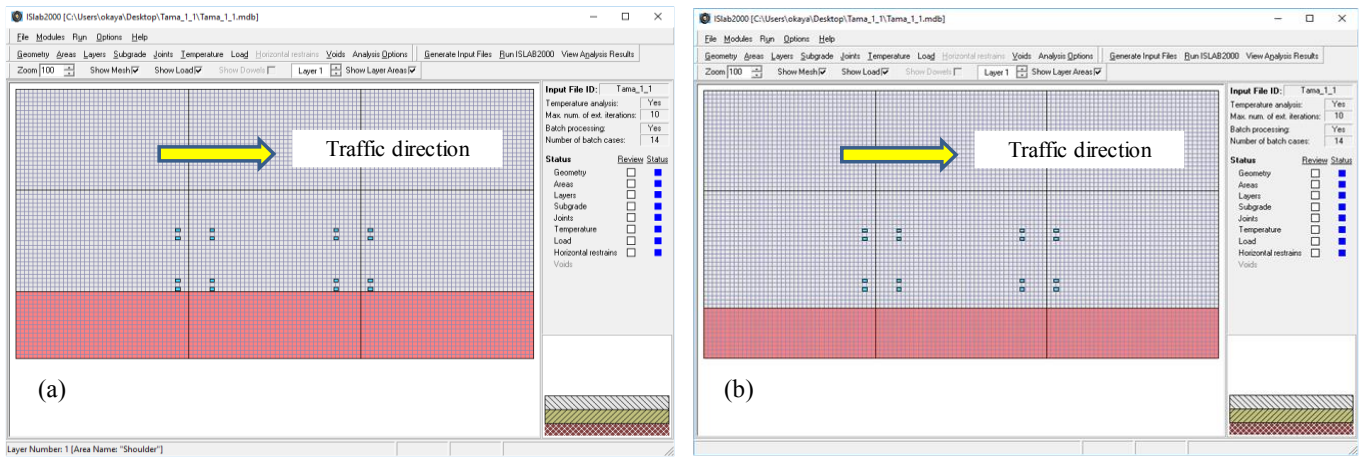 ISlab2000 [C:\Users\okaya\Desktop\Tama_1_1\Tama_1_1.mdb]
File Modules Run Options Help
Geometry Areas Layers Subgrade Joints Temperature Load Horizontal restrains Voids Analysis Options Generate Input Files Run ISLAB2000 View Analysis Results
Zoom 100 Show Mesh Show Load Show Dowels Layer 1 Show Layer Areas
Traffic direction
Input File ID: Tama_1_1
Temperature analysis: Yes
Max. num. of ext. iterations: 10
Batch processing: Yes
Number of batch cases: 14
Status Review Status
Geometry
Areas
Layers
Subgrade
Joints
Temperature
Load
Horizontal restrains
Voids
(a)
Layer Number: 1 [Area Name: "Shoulder"]
ISlab2000 [C:\Users\okaya\Desktop\Tama_1_1\Tama_1_1.mdb]
File Modules Run Options Help
Geometry Areas Layers Subgrade Joints Temperature Load Horizontal restrains Voids Analysis Options Generate Input Files Run ISLAB2000 View Analysis Results
Zoom 100 Show Mesh Show Load Show Dowels Layer 1 Show Layer Areas
Traffic direction
Input File ID: Tama_1_1
Temperature analysis: Yes
Max. num. of ext. iterations: 10
Batch processing: Yes
Number of batch cases: 14
Status Review Status
Geometry
Areas
Layers
Subgrade
Joints
Temperature
Load
Horizontal restrains
Voids
(b)